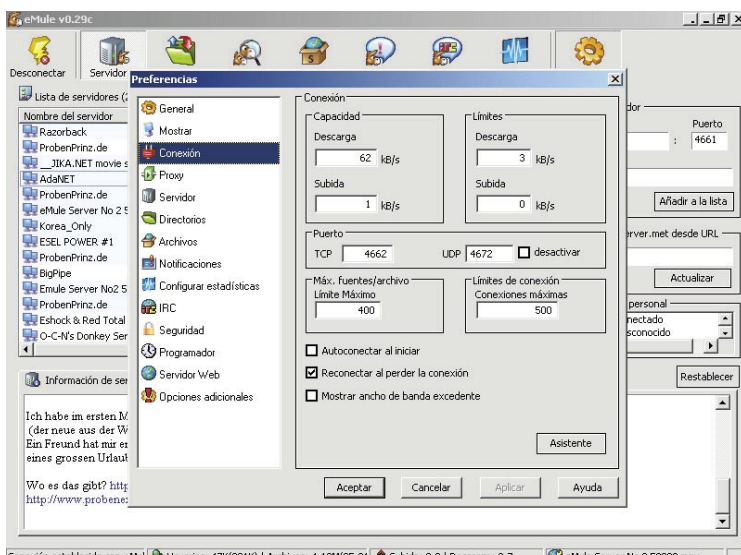 eMule v0.29c
Desconectar
Servidor
Lista de servidores (
Nombre del servidor
Razorback
ProbenPrinz.de
__JIKA.NET movie s
AdaNET
ProbenPrinz.de
eMule Server No 2 5
Korea_Only
ESEL POWER #1
ProbenPrinz.de
BigPipe
Emule Server No2 5
ProbenPrinz.de
Eshock & Red Total
O-C-N's Donkey Ser
Información de ser
Ich habe im ersten M
(der neue aus der W
Ein Freund hat mir er
eines grossen Urlaub
Wo es das gibt? http
http://www.probene
Preferencias
General
Mostrar
Conexión
Proxy
Servidor
Directorios
Archivos
Notificaciones
Configurar estadísticas
IRC
Seguridad
Programador
Servidor Web
Opciones adicionales
Conexión
Capacidad
Descarga
62 kB/s
Subida
1 kB/s
Límites
Descarga
3 kB/s
Subida
0 kB/s
Puerto
TCP 4662 UDP 4672 desactivar
Máx. fuentes/archivo
Límite Máximo
400
Límites de conexión
Conexiones máximas
500
Autoconectar al iniciar
Reconectar al perder la conexión
Mostrar ancho de banda excedente
Asistente
Aceptar Cancelar Aplicar Ayuda
dor
Puerto
: 4661
Añadir a la lista
rver.met desde URL
Actualizar
personal
nectado
sconocido
Restablecer